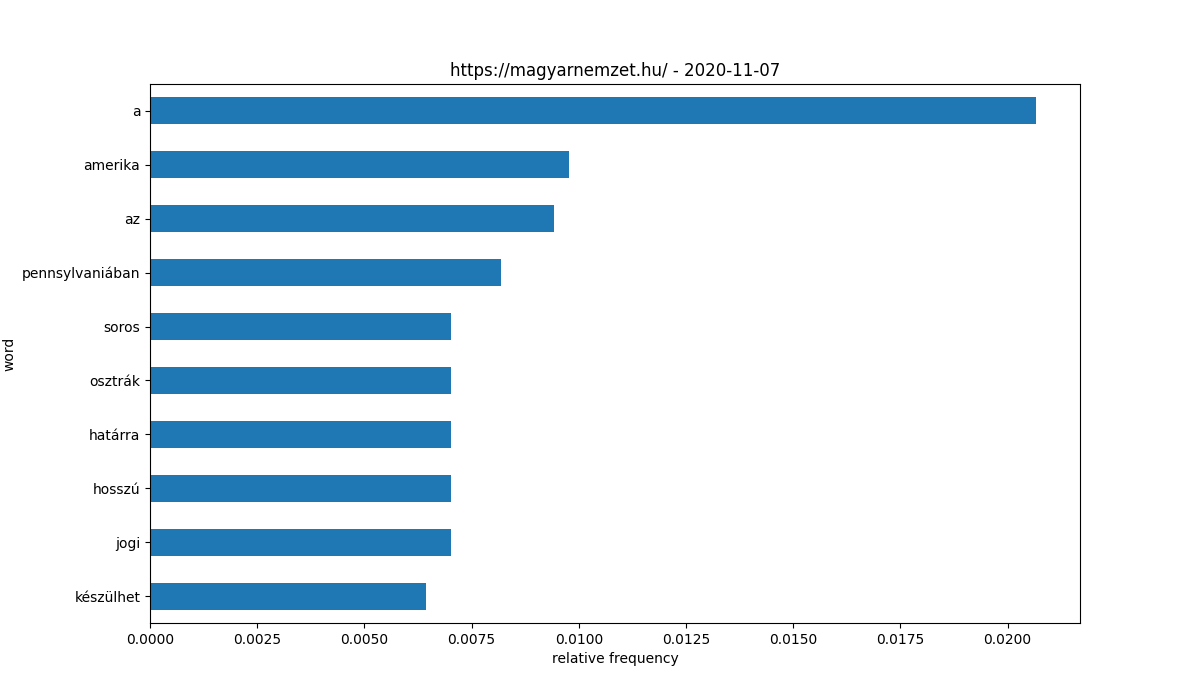 https://magyarnemzet.hu/ - 2020-11-07
a
amerika
az
pennsylvaniában
soros
osztrák
határra
hosszú
jogi
készülhet
word
0.0000 0.0025 0.0050 0.0075 0.0100 0.0125 0.0150 0.0175 0.0200
relative frequency